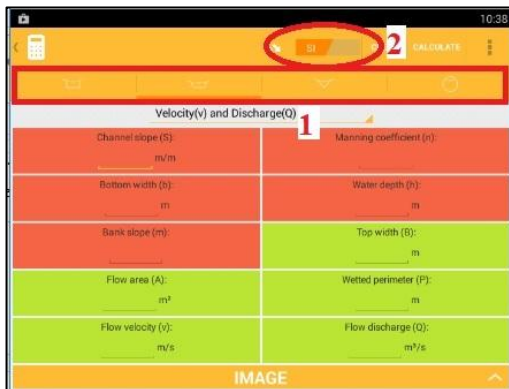 10:38
SI
2
CALCULATE
1
Velocity(v) and Discharge(Q)
Channel slope (S):
m/m
Manning coefficient (n):
Bottom width (b):
m
Water depth (h):
m
Bank slope (m):
Top width (B):
m
Flow area (A):
m²
Wetted perimeter (P):
m
Flow velocity (v):
m/s
Flow discharge (Q):
m³/s
IMAGE